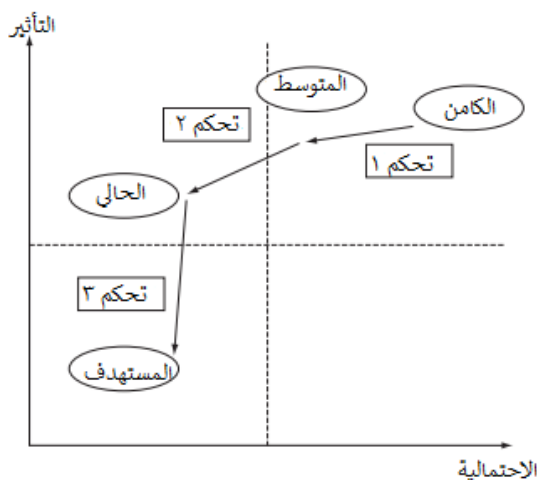 التأثير
المتوسط
الكامن
تحكم ٢
تحكم ١
الحالي
تحكم ٣
المستهدف
الاحتمالية